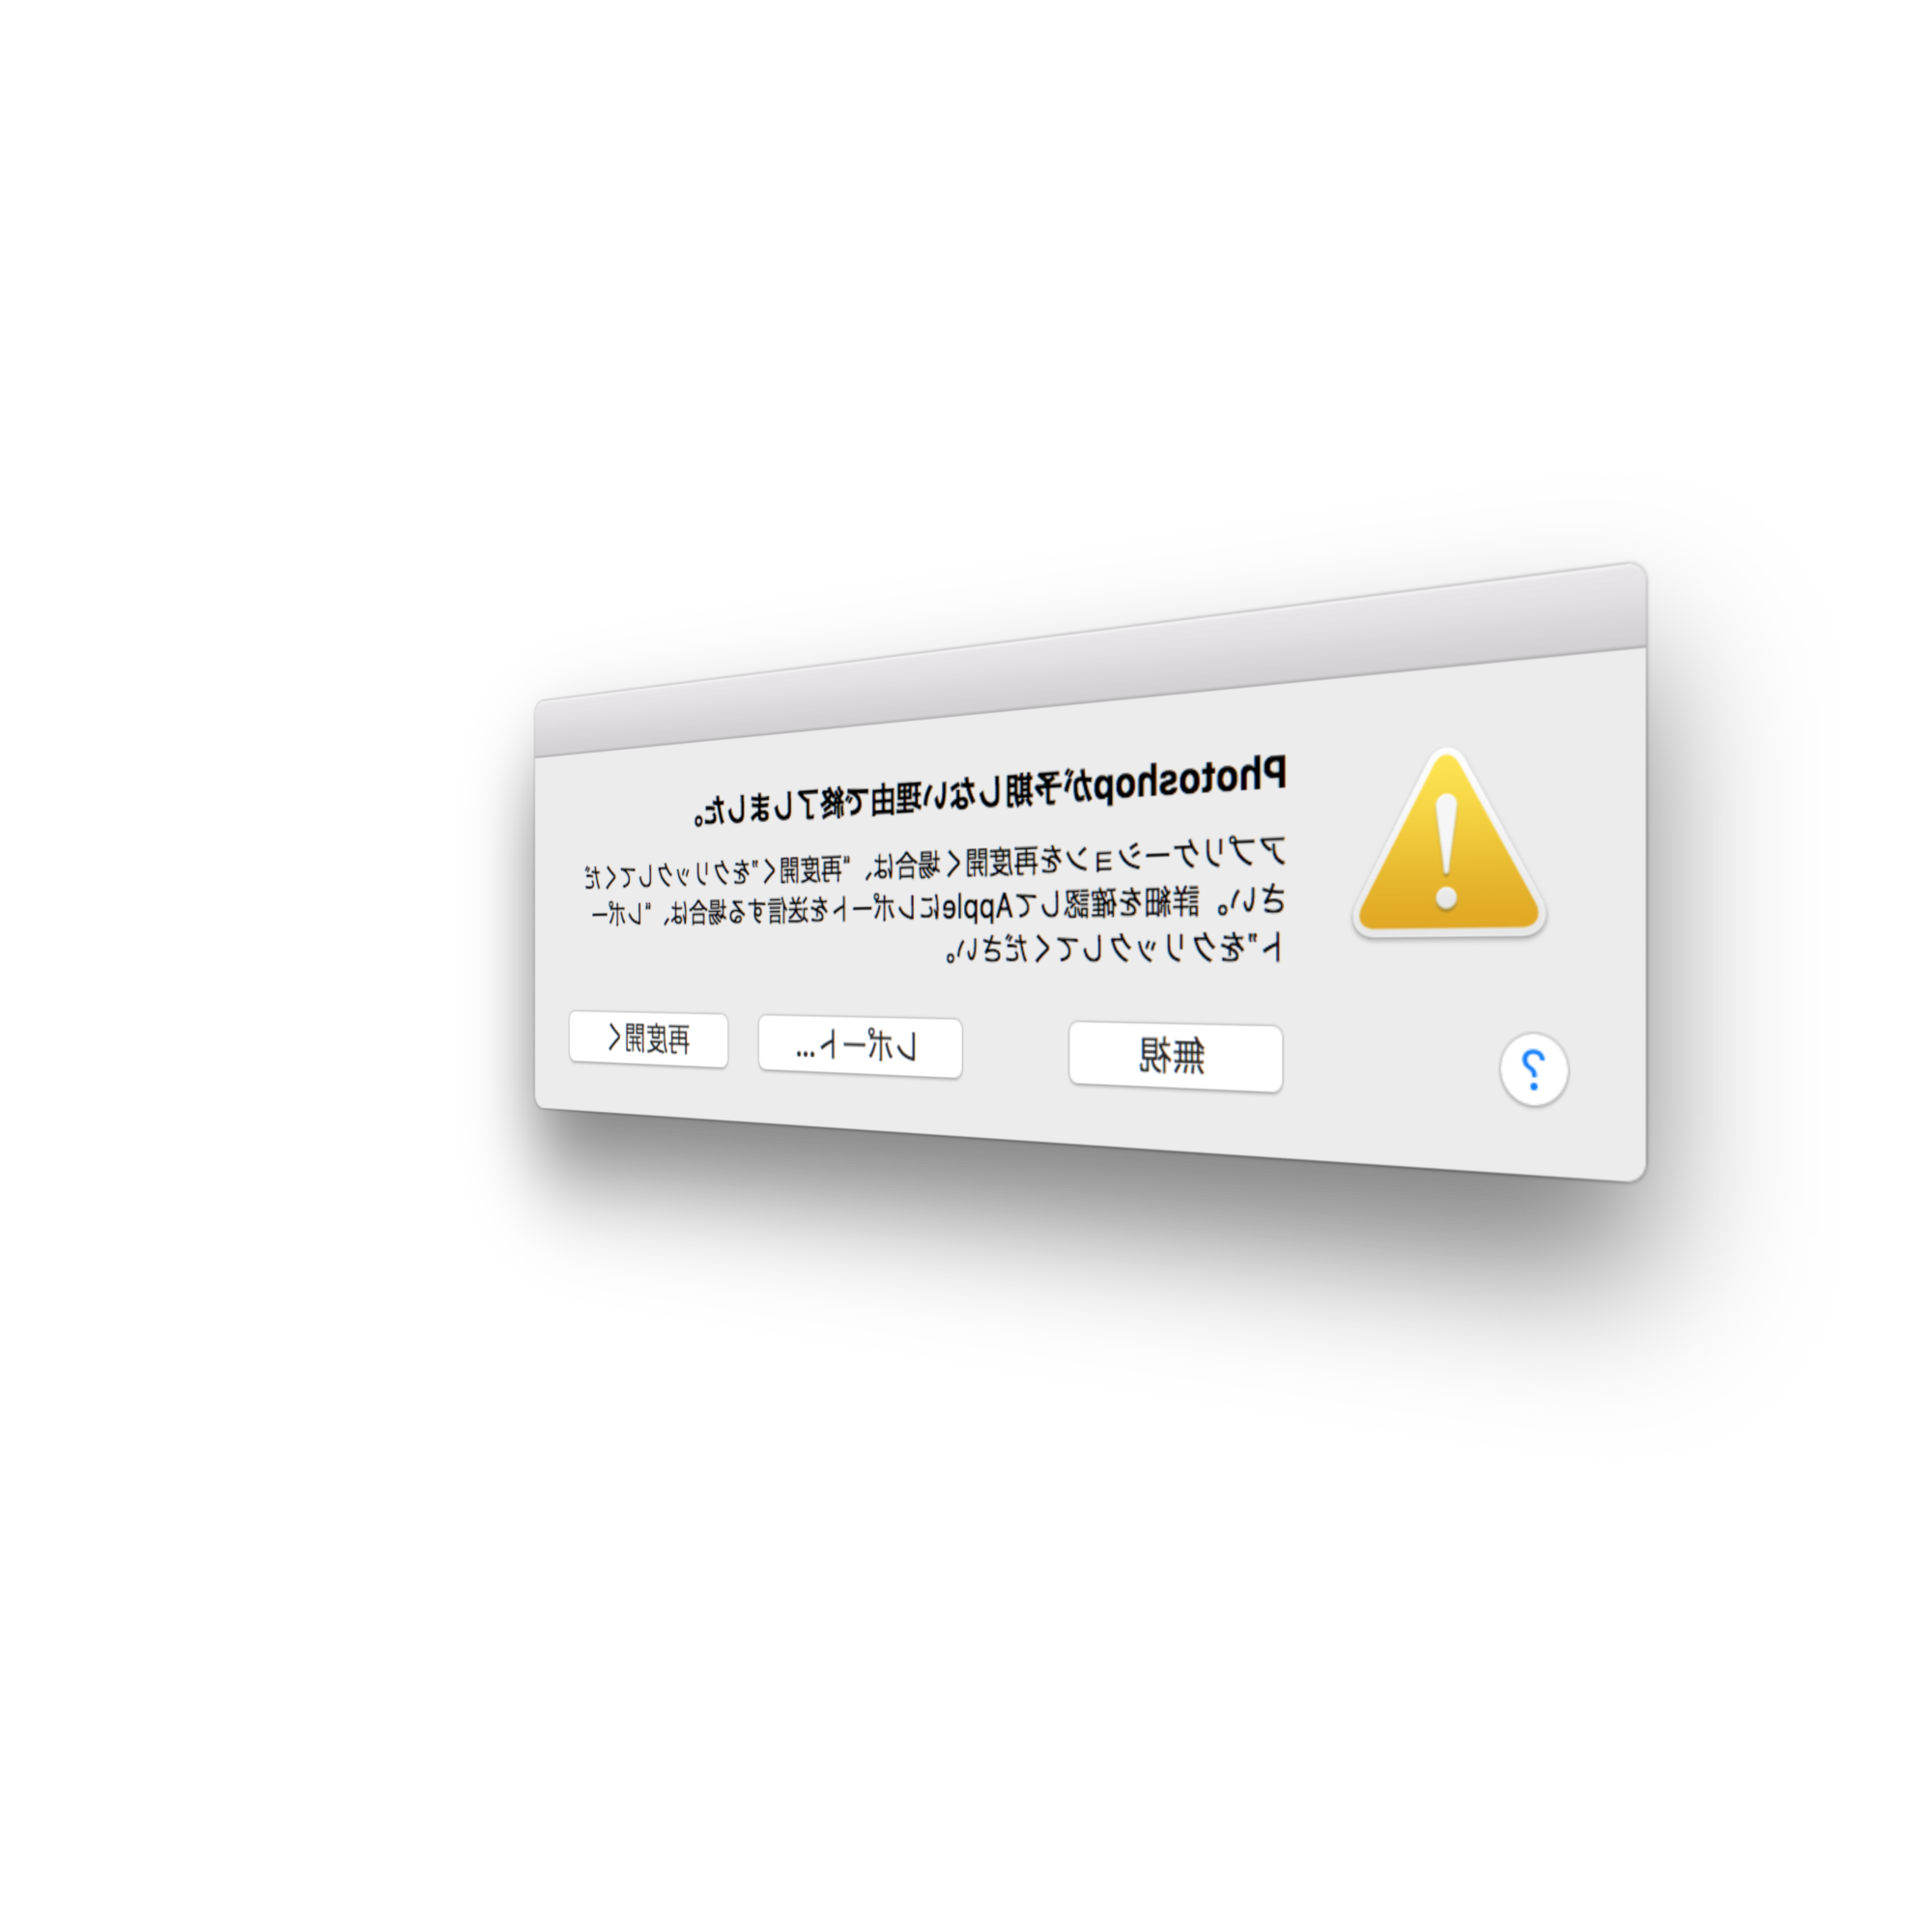 Photoshopが予期しない理由で終了しました。
アプリケーションを再度開く場合は、“再度開く”をクリックしてくだ
さい。詳細を確認してAppleにレポートを送信する場合は、“レポー
ト”をクリックしてください。
?
無視
レポート...
再度開く